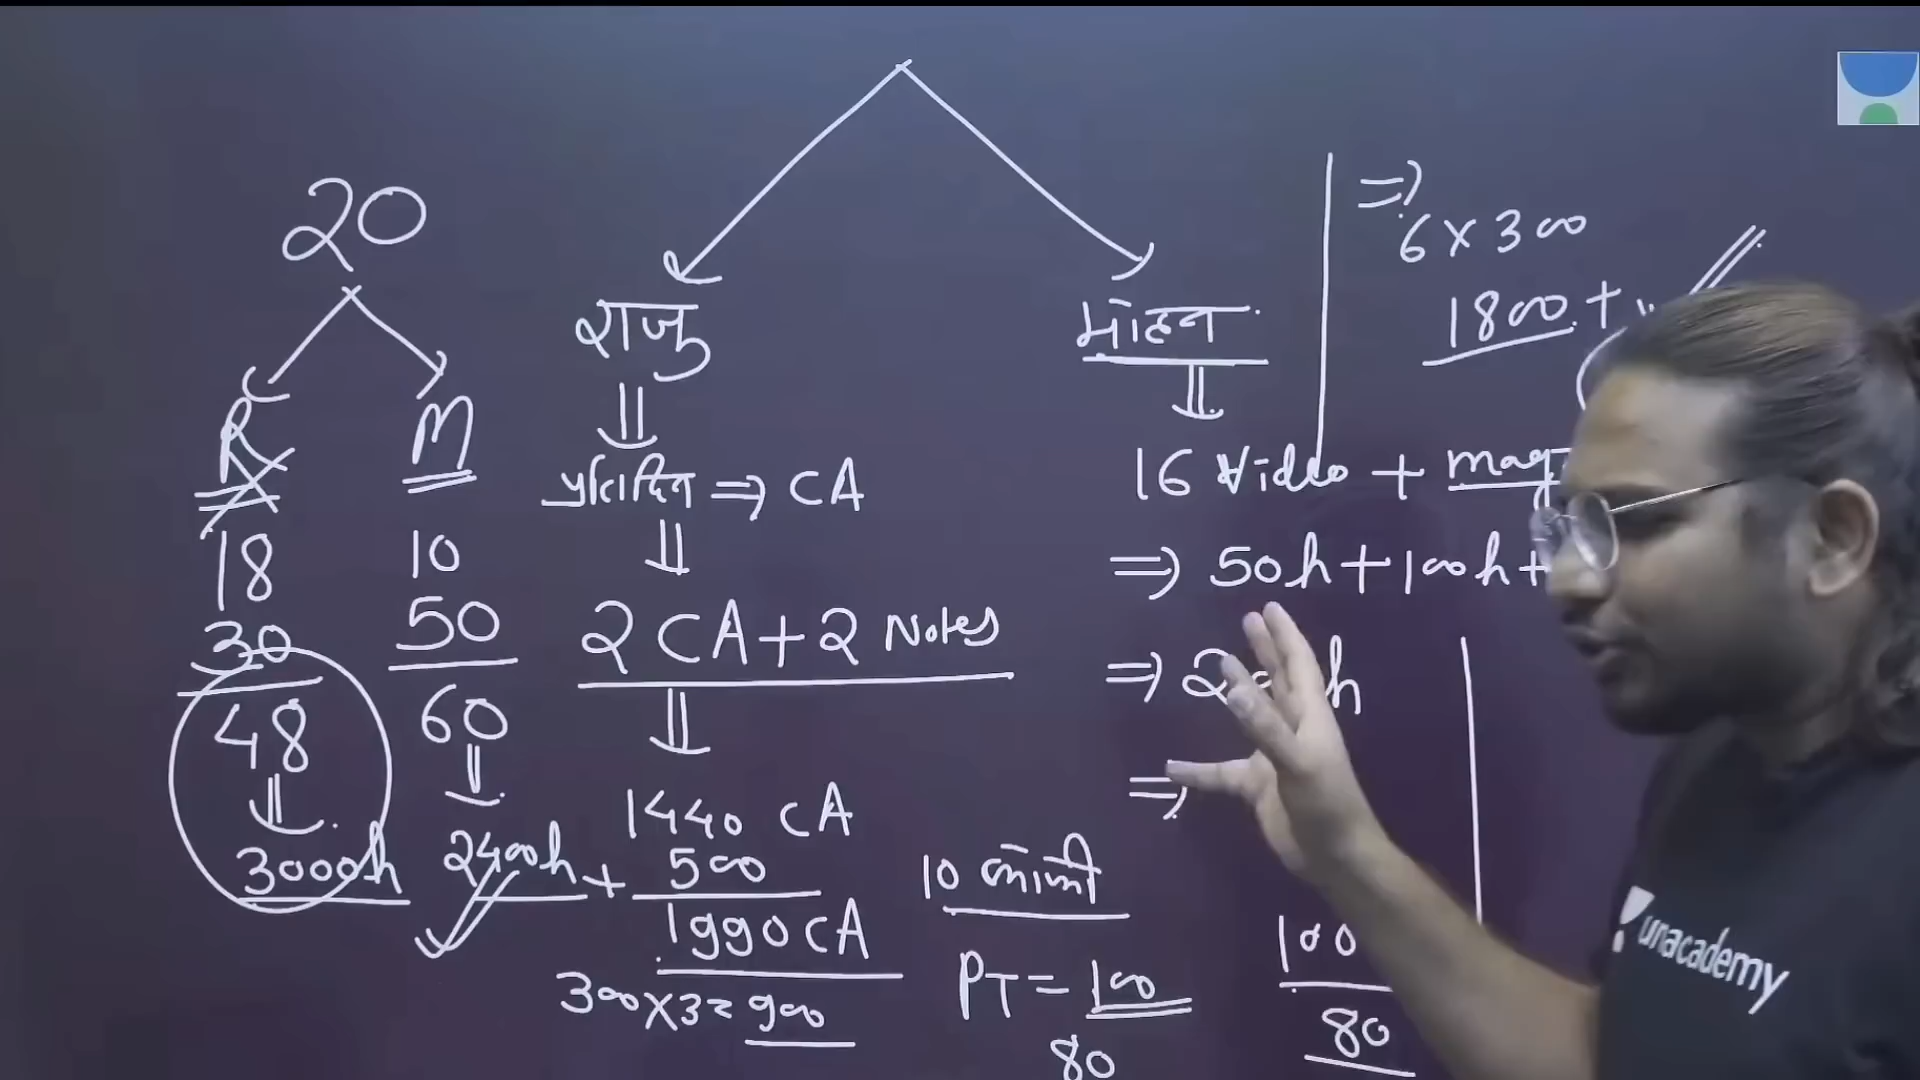 20
R M
18 10
30 50
48 60
3000h 2400h +
राजु
प्रतिदिन ⇒ CA
2 CA + 2 Notes
1440 CA
500
1990 CA
300 x 3 = 900
मोहन
16 Video + mag
⇒ 50h + 100h +
⇒ 2 h
⇒
10
PT = 100
80
100
80
⇒
6 x 300
1800 +
unacademy